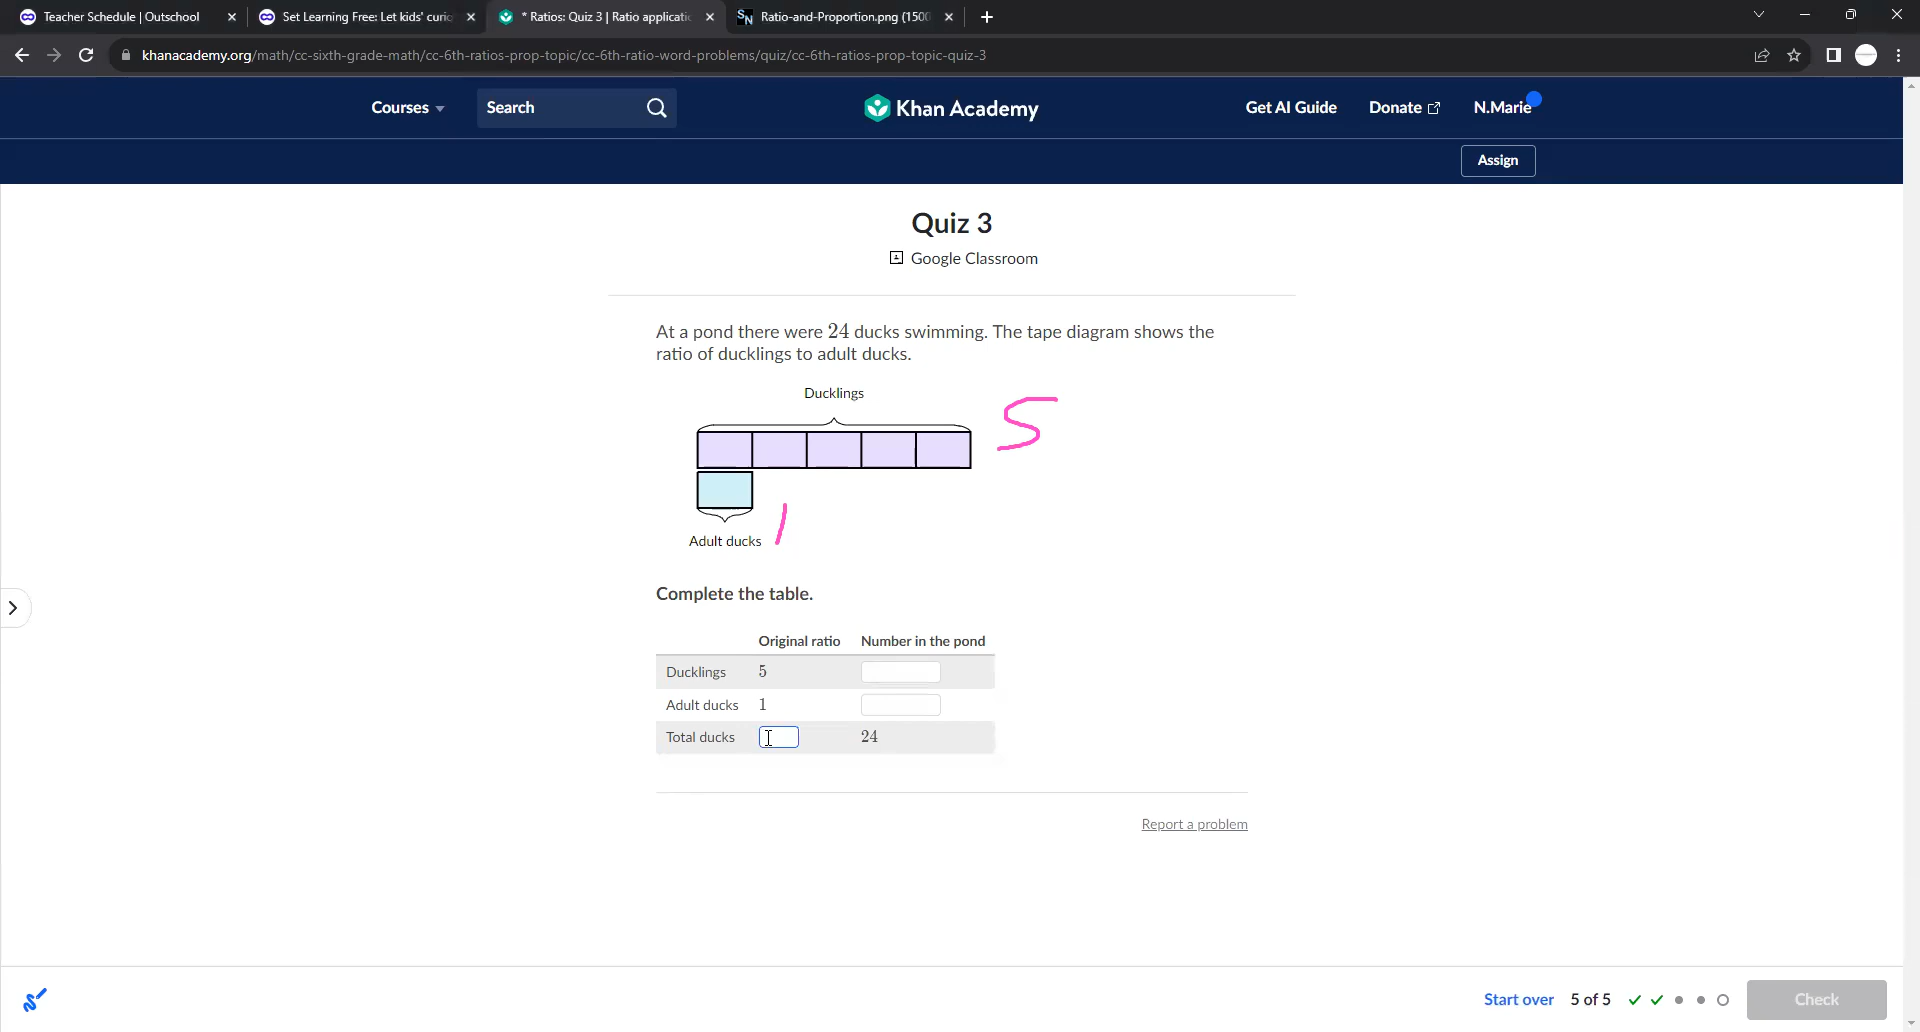 Teacher Schedule | Outschool
Set Learning Free: Let kids' curio
* Ratios: Quiz 3 | Ratio applicatio
SN Ratio-and-Proportion.png (1500
khanacademy.org/math/cc-sixth-grade-math/cc-6th-ratios-prop-topic/cc-6th-ratio-word-problems/quiz/cc-6th-ratios-prop-topic-quiz-3
Courses
Search
Khan Academy
Get AI Guide
Donate
N.Marie
Assign
Quiz 3
Google Classroom
At a pond there were 24 ducks swimming. The tape diagram shows the
ratio of ducklings to adult ducks.
Ducklings
5
Adult ducks
1
Complete the table.
Original ratio Number in the pond
Ducklings 5
Adult ducks 1
Total ducks 24
Report a problem
Start over 5 of 5
Check